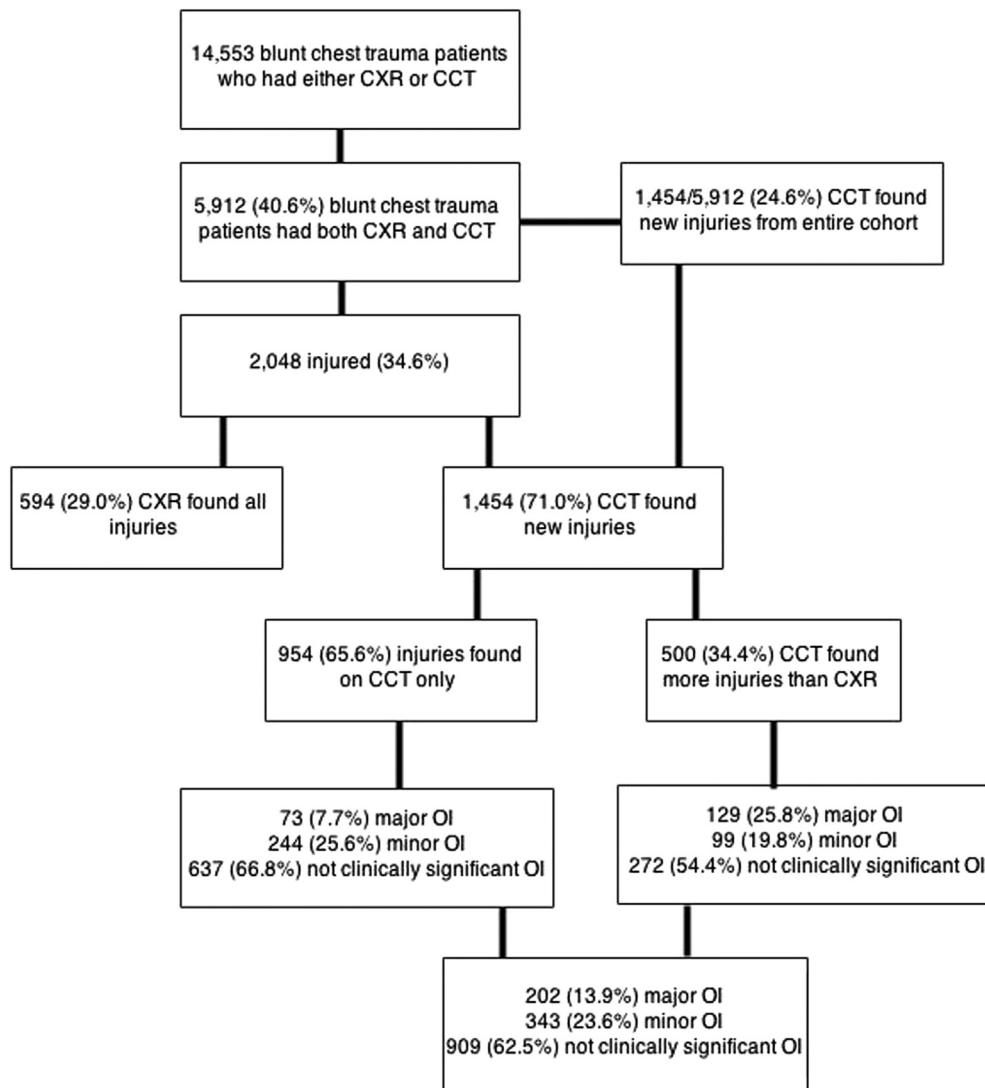 14,553 blunt chest trauma patients
who had either CXR or CCT
5,912 (40.6%) blunt chest trauma
patients had both CXR and CCT
1,454/5,912 (24.6%) CCT found
new injuries from entire cohort
2,048 injured (34.6%)
594 (29.0%) CXR found all
injuries
1,454 (71.0%) CCT found
new injuries
954 (65.6%) injuries found
on CCT only
500 (34.4%) CCT found
more injuries than CXR
73 (7.7%) major OI
244 (25.6%) minor OI
637 (66.8%) not clinically significant OI
129 (25.8%) major OI
99 (19.8%) minor OI
272 (54.4%) not clinically significant OI
202 (13.9%) major OI
343 (23.6%) minor OI
909 (62.5%) not clinically significant OI